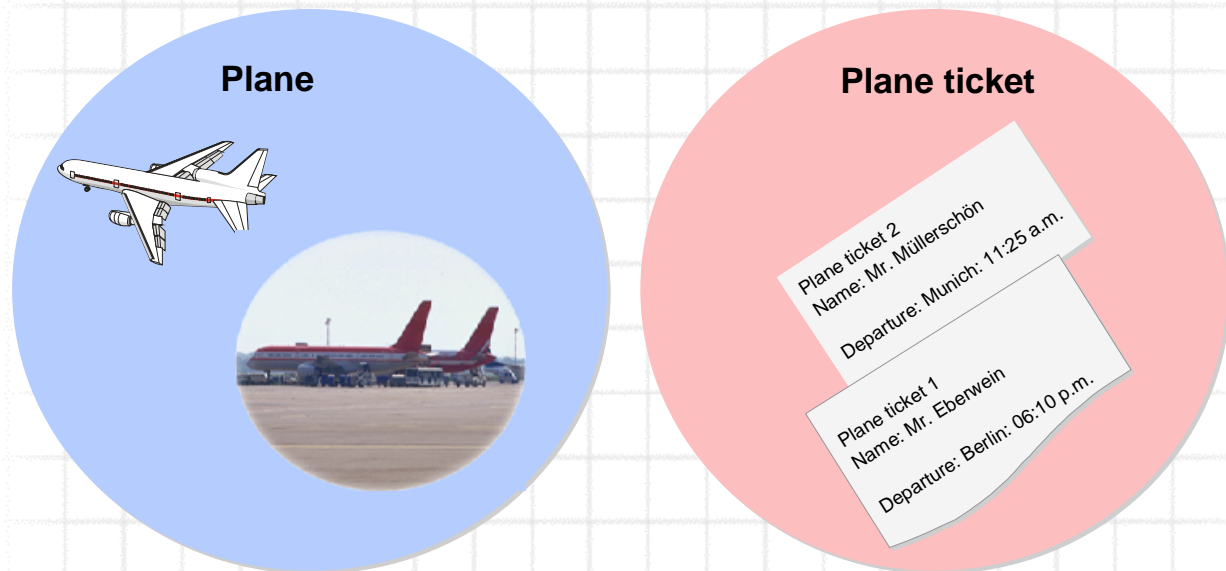 Plane
Plane ticket
Plane ticket 2
Name: Mr. Müllerschön
Departure: Munich: 11:25 a.m.
Plane ticket 1
Name: Mr. Eberwein
Departure: Berlin: 06:10 p.m.